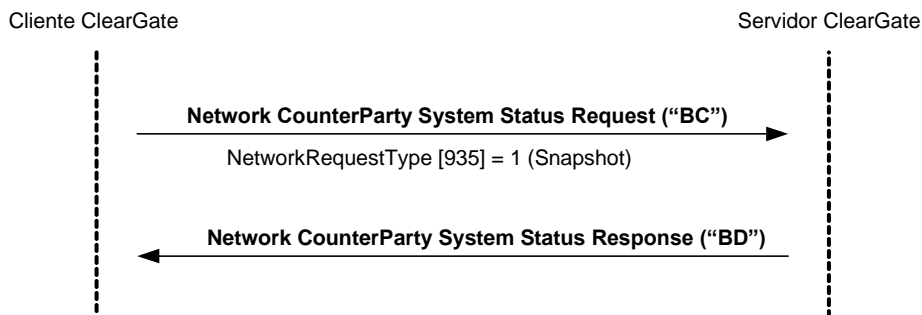 Cliente ClearGate
Servidor ClearGate
Network CounterParty System Status Request (“BC”)
NetworkRequestType [935] = 1 (Snapshot)
Network CounterParty System Status Response (“BD”)